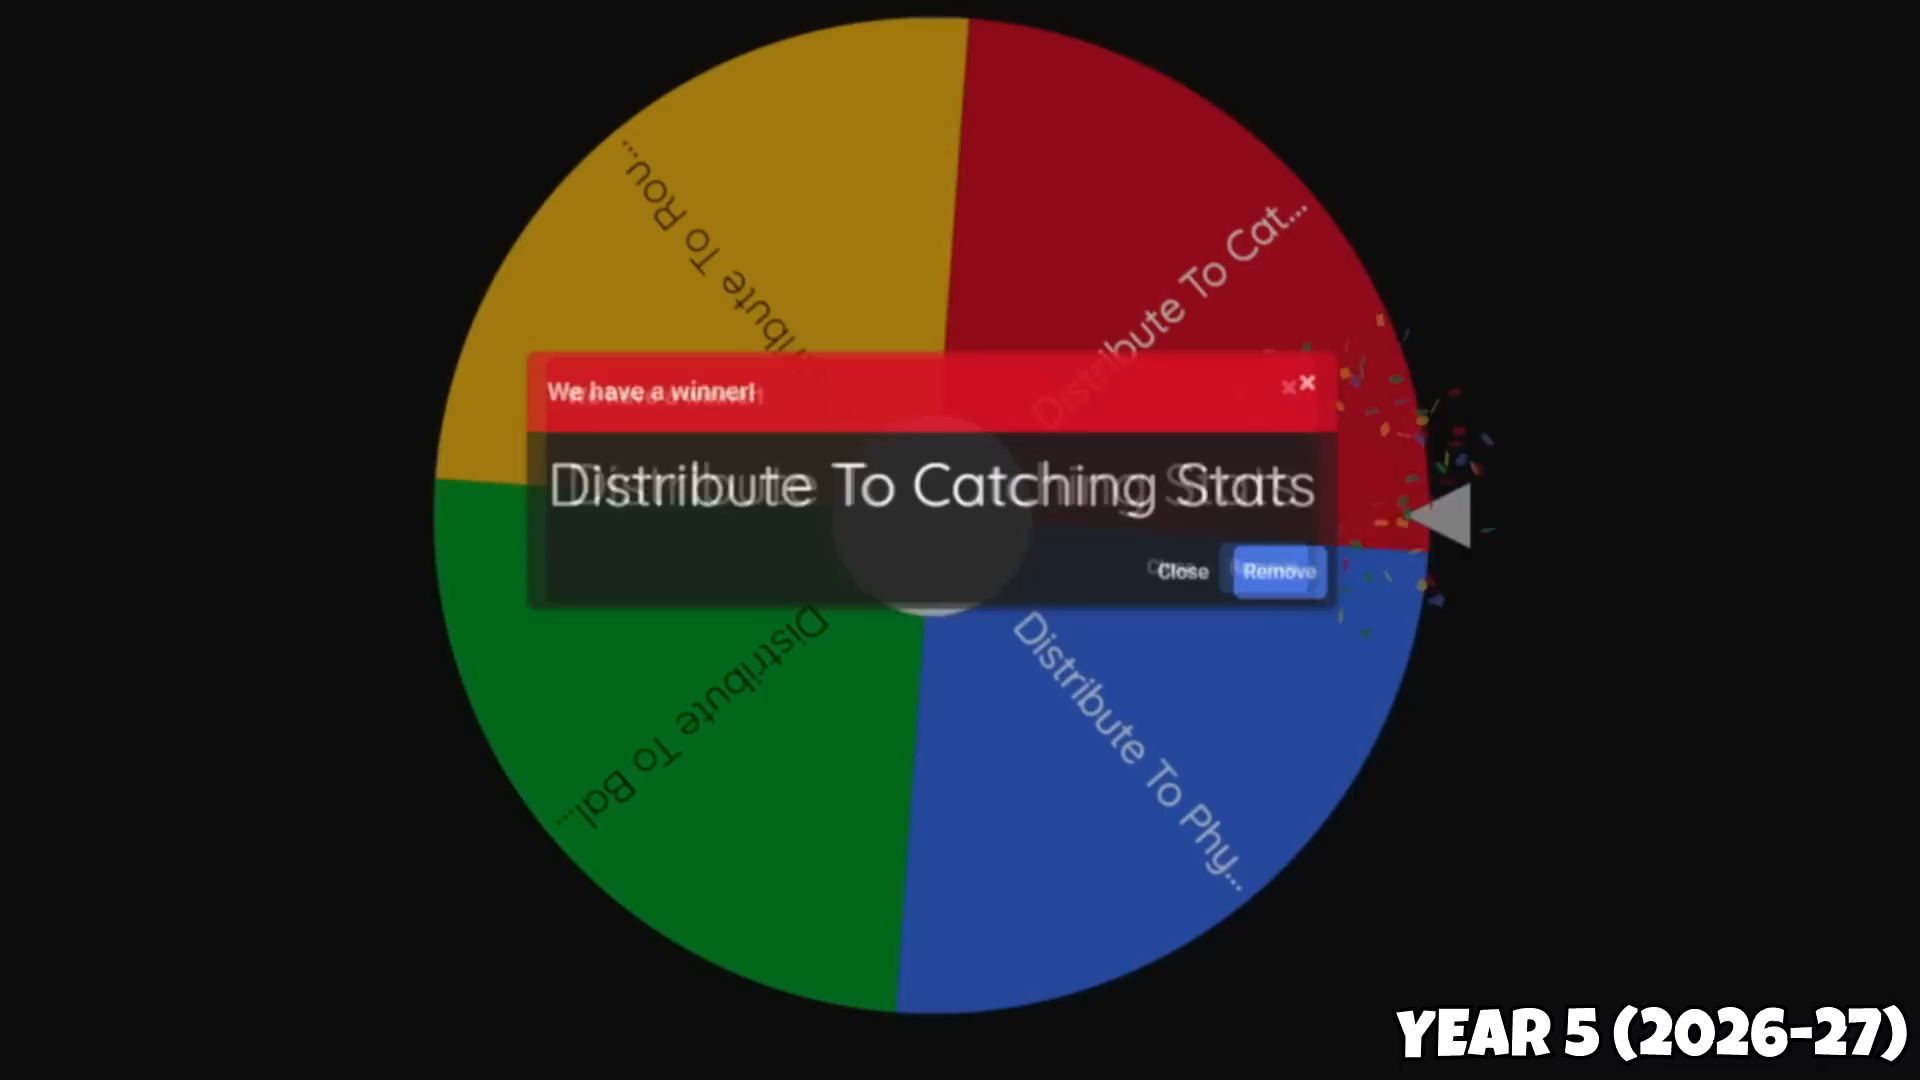 Distribute To Rou...
Distribute To Cat...
We have a winner!
Distribute To Catching Stats
Close Remove
Distribute To Bal...
Distribute To Phy...
YEAR 5 (2026-27)